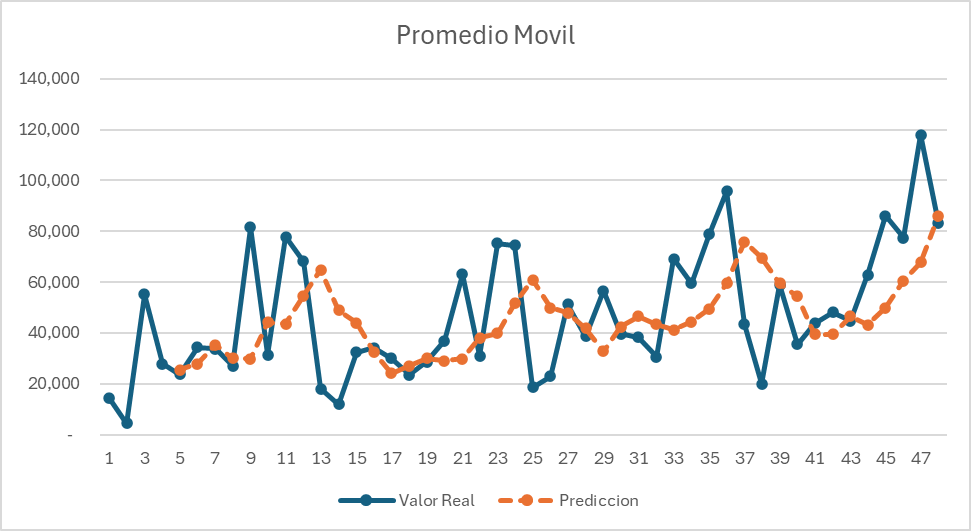 Promedio Movil
140,000
120,000
100,000
80,000
60,000
40,000
20,000
-
1 3 5 7 9 11 13 15 17 19 21 23 25 27 29 31 33 35 37 39 41 43 45 47
Valor Real Prediccion